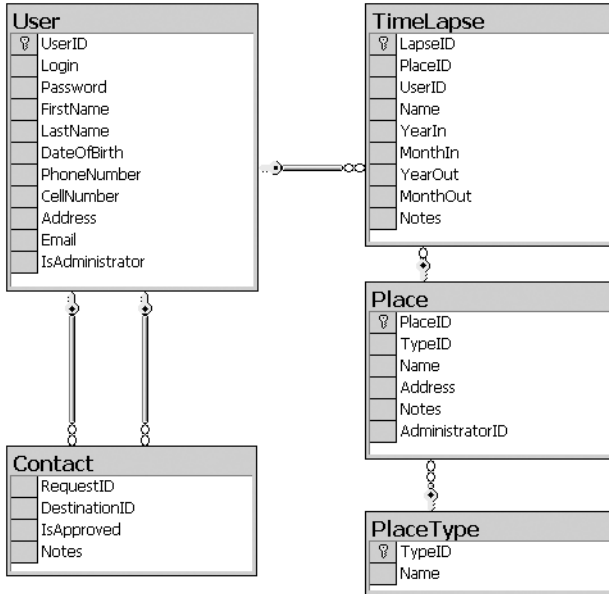 User
UserID
Login
Password
FirstName
LastName
DateOfBirth
PhoneNumber
CellNumber
Address
Email
IsAdministrator
TimeLapse
LapseID
PlaceID
UserID
Name
YearIn
MonthIn
YearOut
MonthOut
Notes
Place
PlaceID
TypeID
Name
Address
Notes
AdministratorID
Contact
RequestID
DestinationID
IsApproved
Notes
PlaceType
TypeID
Name